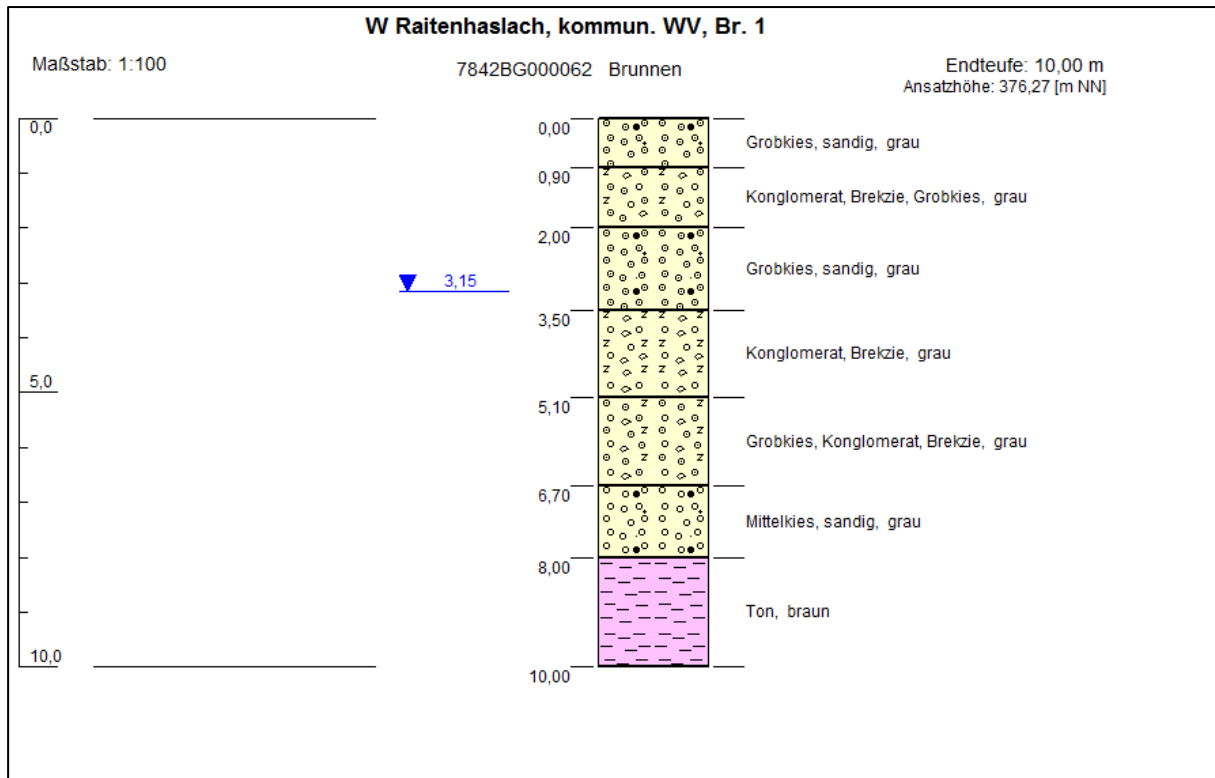 W Raitenhaslach, kommun. WV, Br. 1
Maßstab: 1:100
7842BG000062 Brunnen
Endteufe: 10,00 m
Ansatzhöhe: 376,27 [m NN]
0,0
0,00
Grobkies, sandig, grau
0,90
Konglomerat, Brekzie, Grobkies, grau
2,00
Grobkies, sandig, grau
3,15
3,50
Konglomerat, Brekzie, grau
5,0
5,10
Grobkies, Konglomerat, Brekzie, grau
6,70
Mittelkies, sandig, grau
8,00
Ton, braun
10,0
10,00